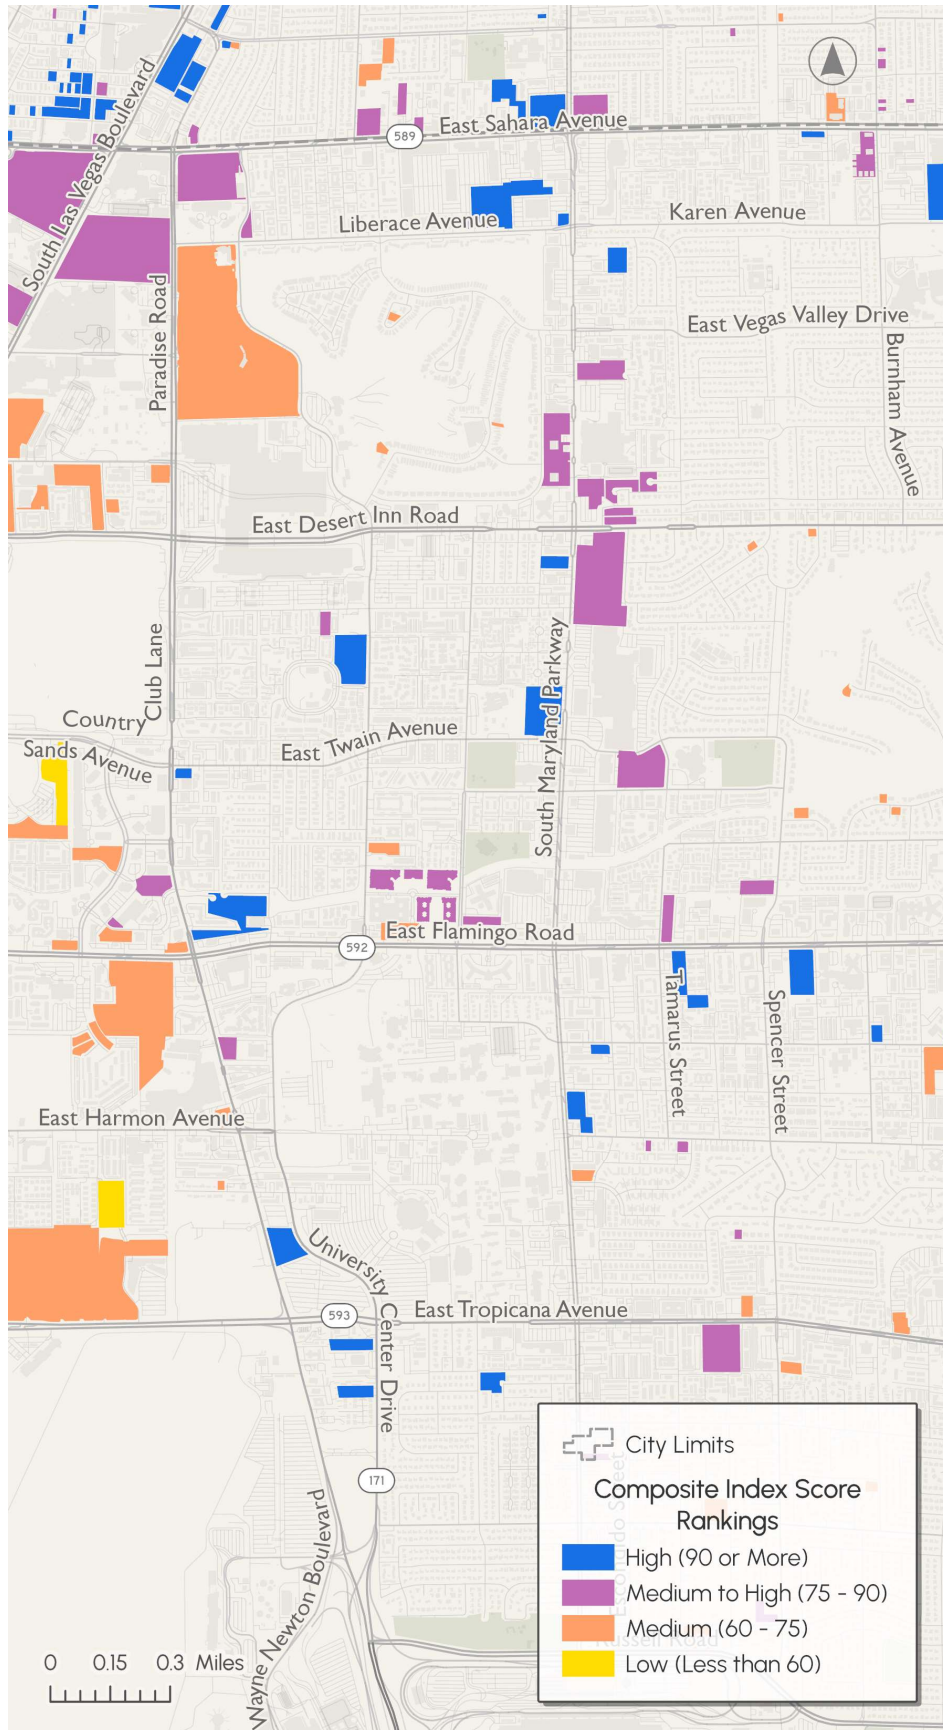 South Las Vegas Boulevard
589
East Sahara Avenue
Liberace Avenue
Karen Avenue
Paradise Road
East Vegas Valley Drive
Burnham Avenue
East Desert Inn Road
Country Club Lane
South Maryland Parkway
East Twain Avenue
Sands Avenue
East Flamingo Road
592
Tamarus Street
Spencer Street
East Harmon Avenue
University Center Drive
593
East Tropicana Avenue
171
Wayne Newton Boulevard
Russell Road
City Limits
Composite Index Score
Rankings
High (90 or More)
Medium to High (75 - 90)
Medium (60 - 75)
Low (Less than 60)
0 0.15 0.3 Miles